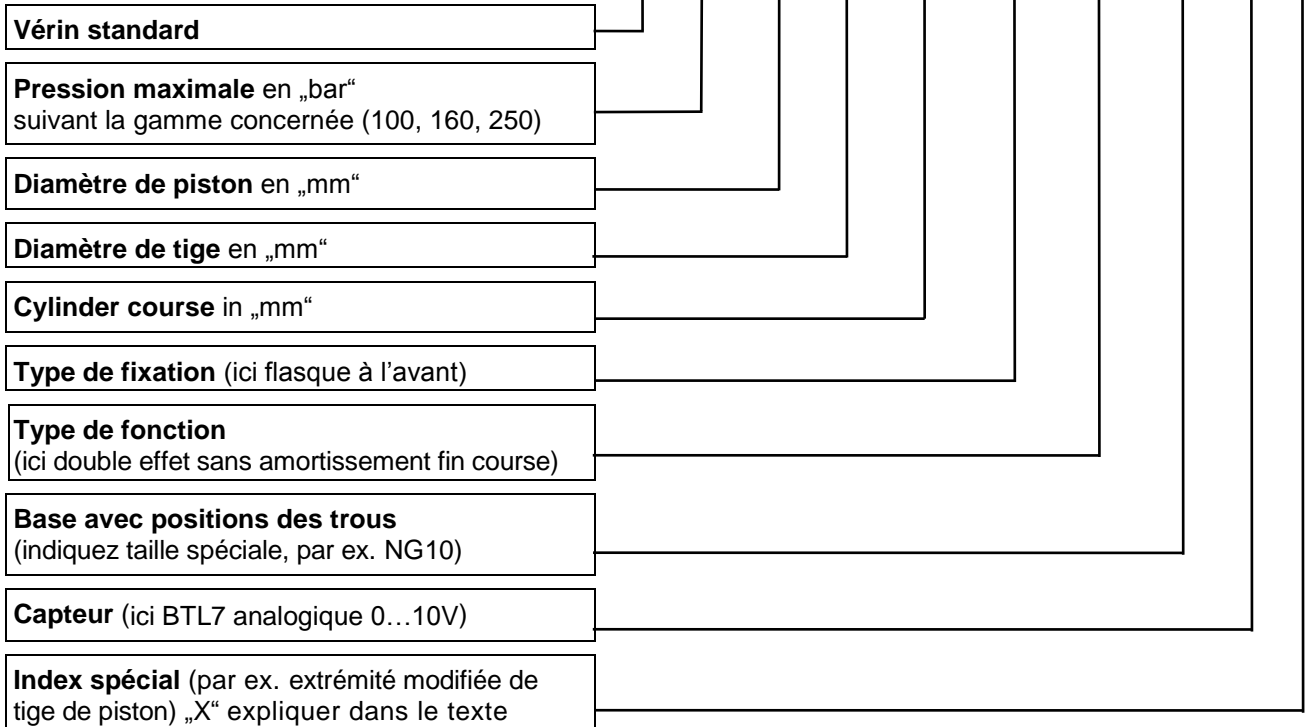 Vérin standard
Pression maximale en „bar“
suivant la gamme concernée (100, 160, 250)
Diamètre de piston en „mm“
Diamètre de tige en „mm“
Cylinder course in „mm“
Type de fixation (ici flasque à l’avant)
Type de fonction
(ici double effet sans amortissement fin course)
Base avec positions des trous
(indiquez taille spéciale, par ex. NG10)
Capteur (ici BTL7 analogique 0…10V)
Index spécial (par ex. extrémité modifiée de
tige de piston) „X“ expliquer dans le texte